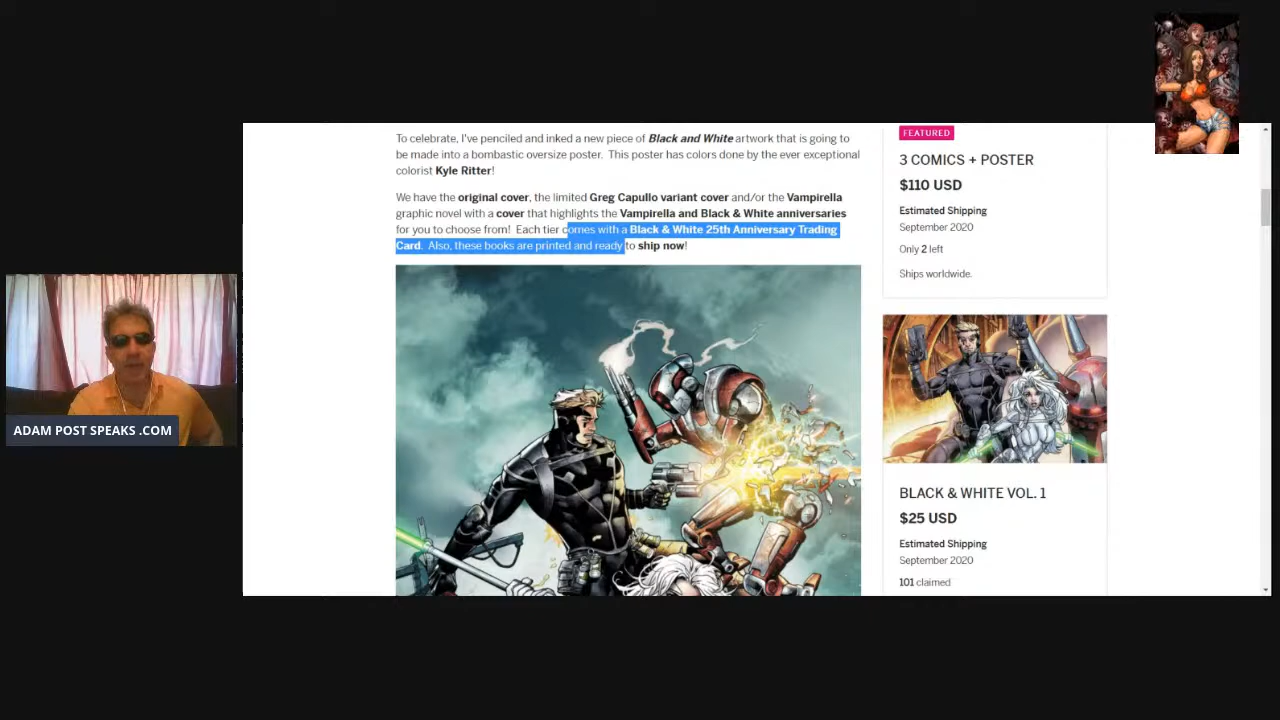 To celebrate, I've penciled and inked a new piece of Black and White artwork that is going to
be made into a bombastic oversize poster. This poster has colors done by the ever exceptional
colorist Kyle Ritter!
We have the original cover, the limited Greg Capullo variant cover and/or the Vampirella
graphic novel with a cover that highlights the Vampirella and Black & White anniversaries
for you to choose from! Each tier comes with a Black & White 25th Anniversary Trading
Card. Also, these books are printed and ready to ship now!
FEATURED
3 COMICS + POSTER
$110 USD
Estimated Shipping
September 2020
Only 2 left
Ships worldwide.
BLACK & WHITE VOL. 1
$25 USD
Estimated Shipping
September 2020
101 claimed
ADAM POST SPEAKS .COM